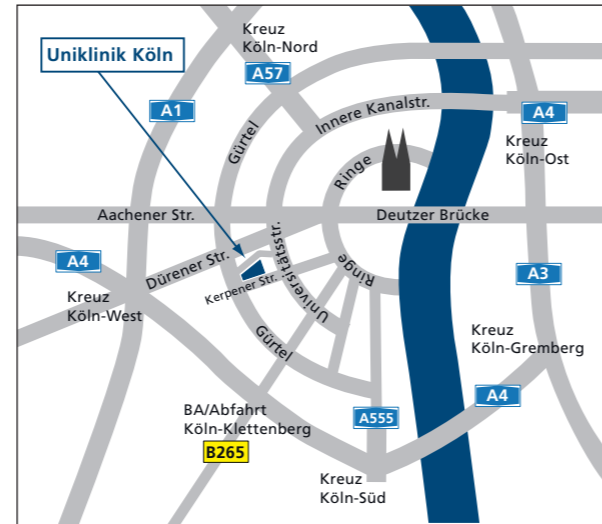 Kreuz
Köln-Nord
Uniklinik Köln
A57
A1
Innere Kanalstr.
A4
Gürtel
Kreuz
Köln-Ost
Ringe
Aachener Str.
Deutzer Brücke
Universitätsstr.
A4
Dürener Str.
Ringe
A3
Kerpener Str.
Kreuz
Köln-West
Gürtel
Kreuz
Köln-Gremberg
A4
BA/Abfahrt
Köln-Klettenberg
A555
B265
Kreuz
Köln-Süd